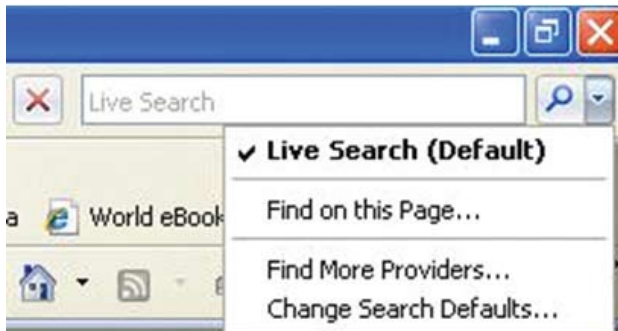 Live Search
✓ Live Search (Default)
Find on this Page...
a World eBook
Find More Providers...
Change Search Defaults...